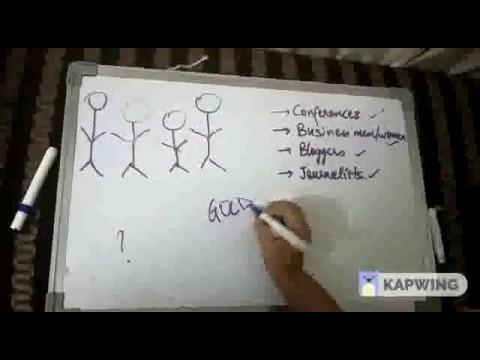 → Conferences ✓
→ Business men/women ✓
→ Bloggers ✓
→ Journalists ✓
?
KAPWING